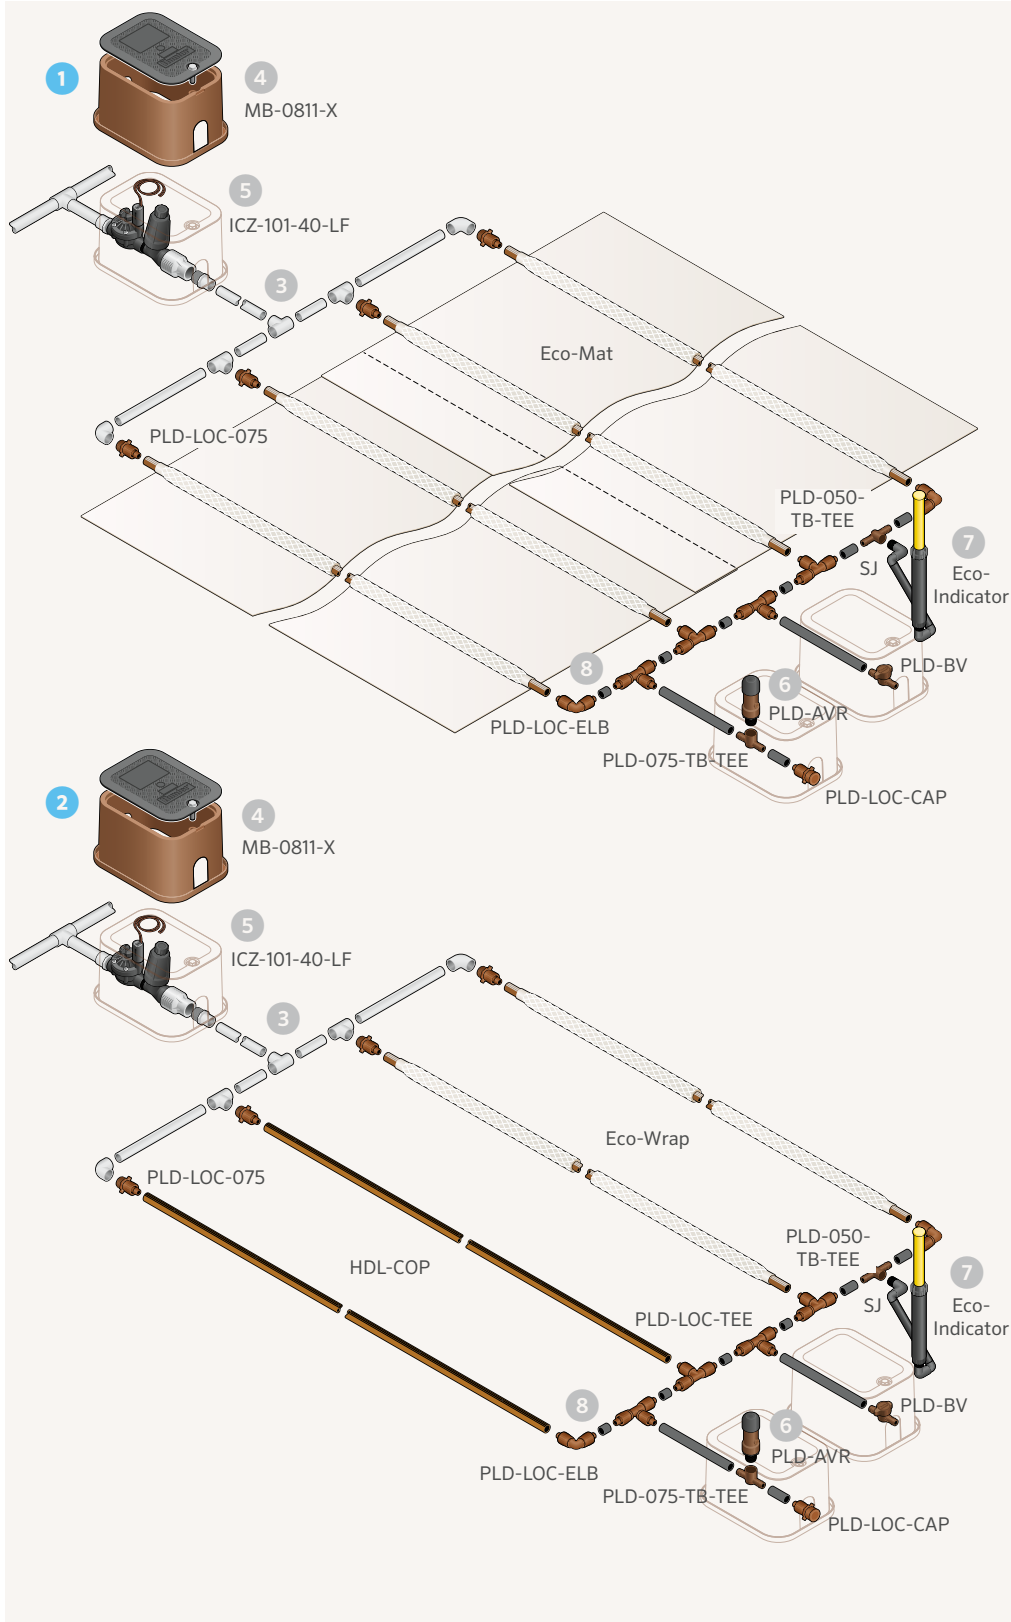 1
4
MB-0811-X
5
ICZ-101-40-LF
3
Eco-Mat
PLD-LOC-075
PLD-050-
TB-TEE
7
SJ
Eco-
Indicator
8
PLD-BV
6
PLD-AVR
PLD-LOC-ELB
PLD-075-TB-TEE
PLD-LOC-CAP
2
4
MB-0811-X
5
ICZ-101-40-LF
3
Eco-Wrap
PLD-LOC-075
PLD-050-
TB-TEE
HDL-COP
7
SJ
Eco-
Indicator
PLD-LOC-TEE
8
PLD-BV
6
PLD-AVR
PLD-LOC-ELB
PLD-075-TB-TEE
PLD-LOC-CAP